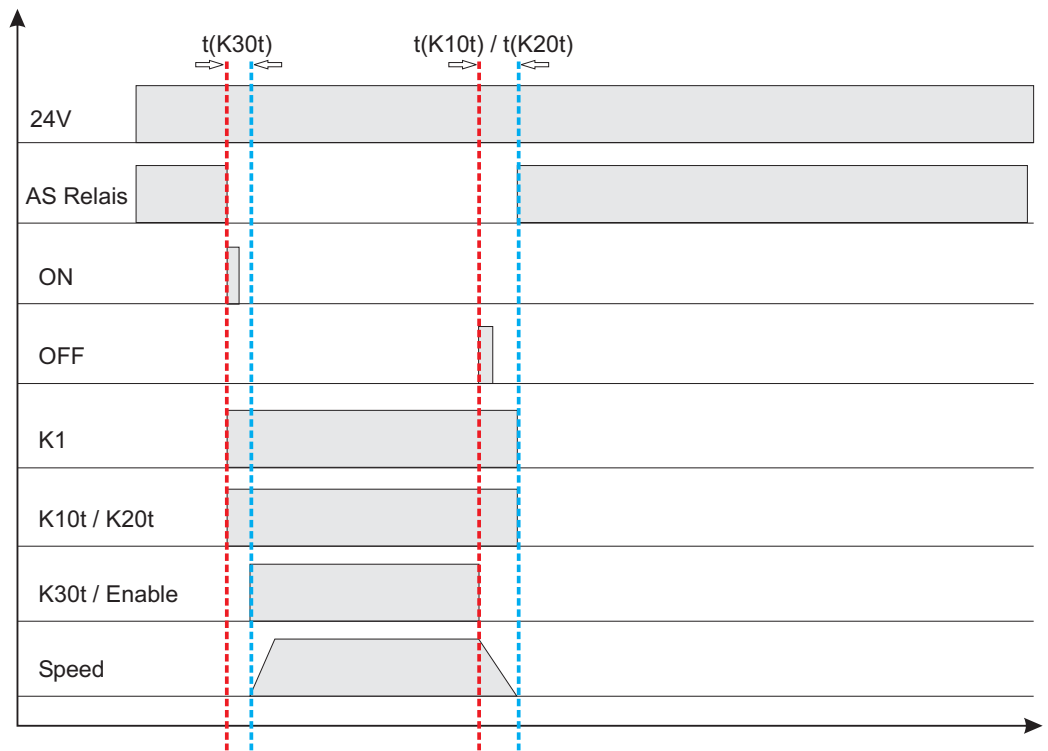 t(K30t)
t(K10t) / t(K20t)
24V
AS Relais
ON
OFF
K1
K10t / K20t
K30t / Enable
Speed